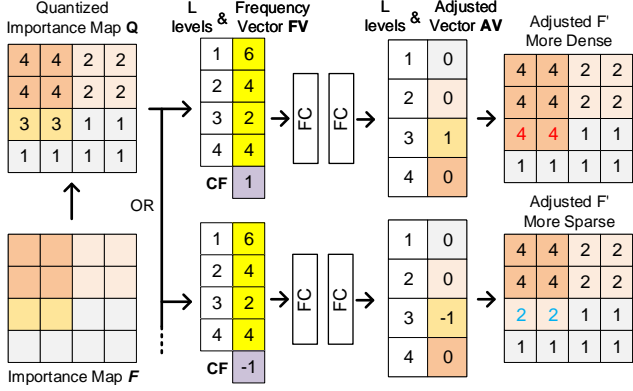 Quantized
Importance Map Q
4 4 2 2
4 4 2 2
3 3 1 1
1 1 1 1
Importance Map F
OR
L
levels & Frequency
Vector FV
1 6
2 4
3 2
4 4
CF 1
FC
FC
L
levels & Adjusted
Vector AV
1 0
2 0
3 1
4 0
Adjusted F'
More Dense
4 4 2 2
4 4 2 2
4 4 1 1
1 1 1 1
1 6
2 4
3 2
4 4
CF -1
FC
FC
1 0
2 0
3 -1
4 0
Adjusted F'
More Sparse
4 4 2 2
4 4 2 2
2 2 1 1
1 1 1 1